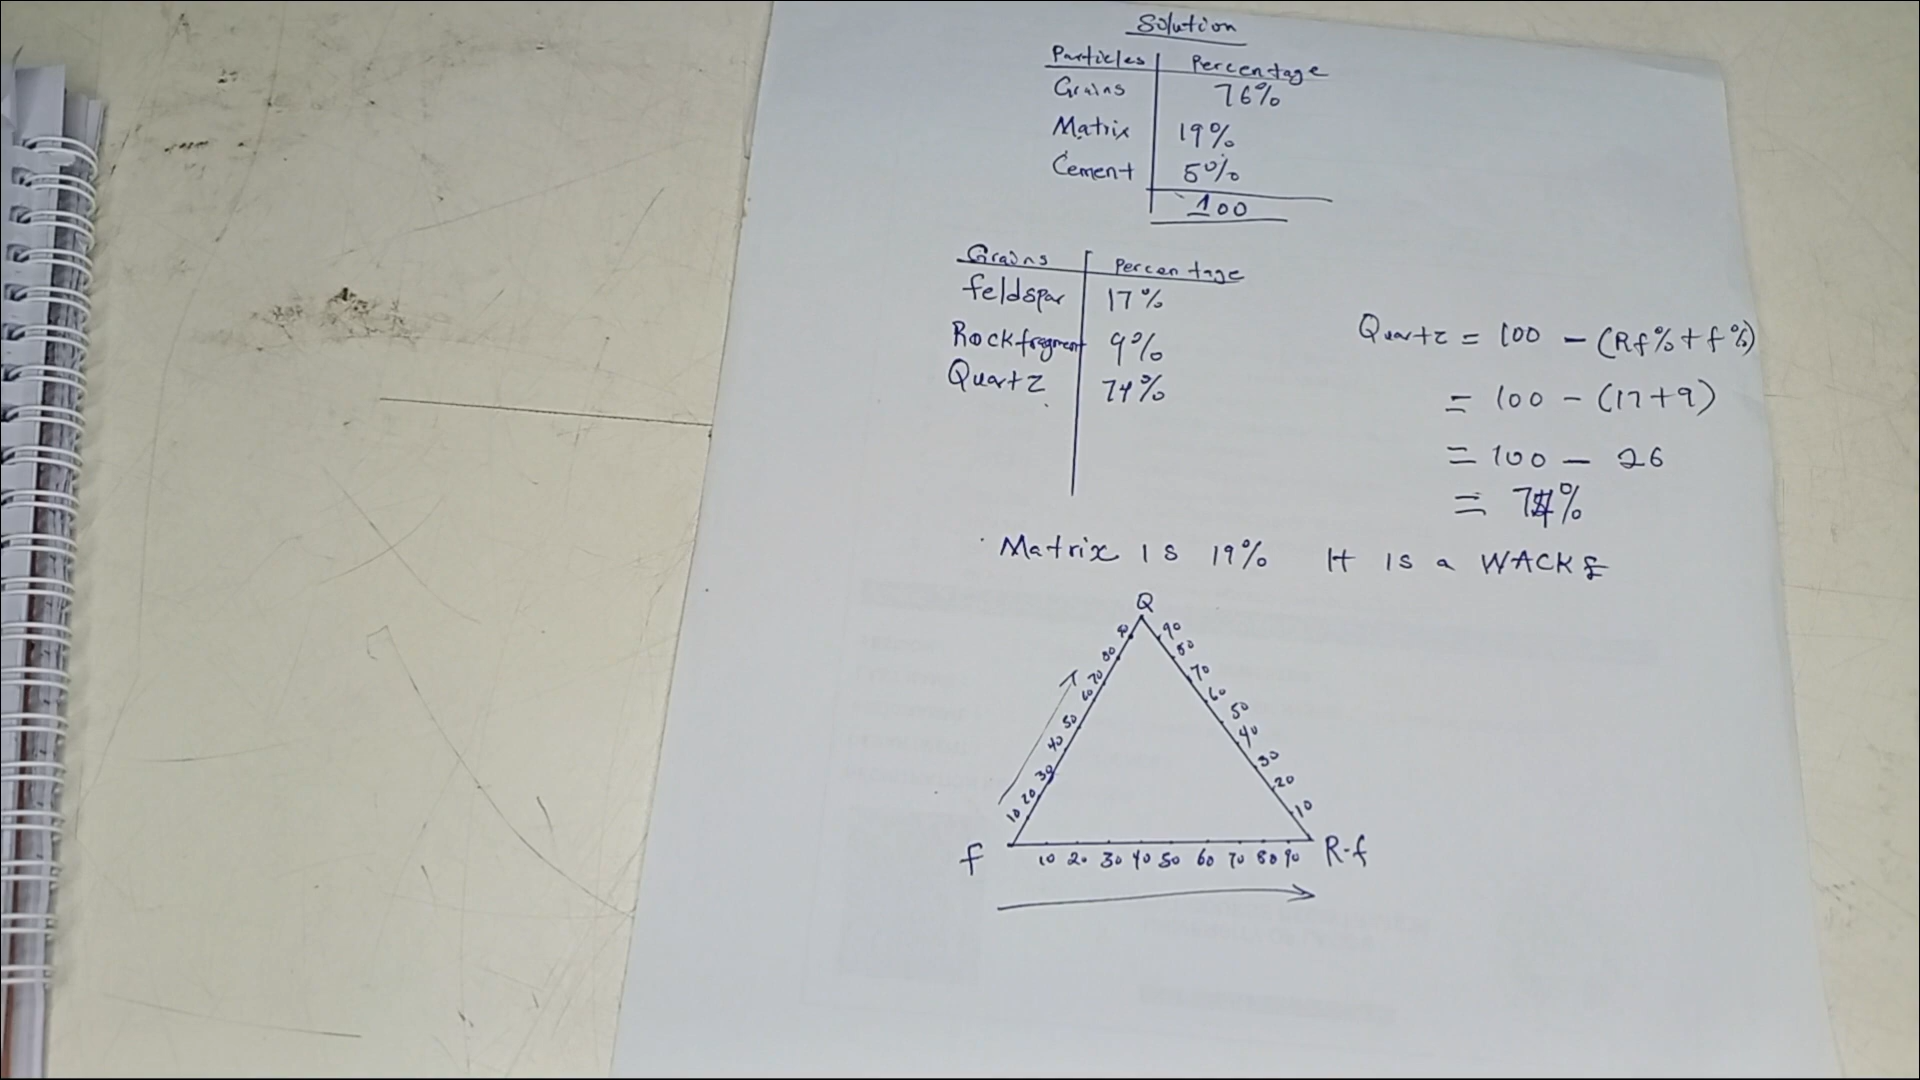 Solution
Particles Percentage
Grains 76%
Matrix 19%
Cement 5%
100
Grains Percentage
feldspar 17%
Rock fragment 9%
Quartz 74%
Quartz = 100 - (Rf% + f%)
= 100 - (17+9)
= 100 - 26
= 74%
Matrix is 19% It is a WACKE
Q
90 90
80 80
70 70
60 60
50 50
40 40
30 30
20 20
10 10
f R-f
10 20 30 40 50 60 70 80 90